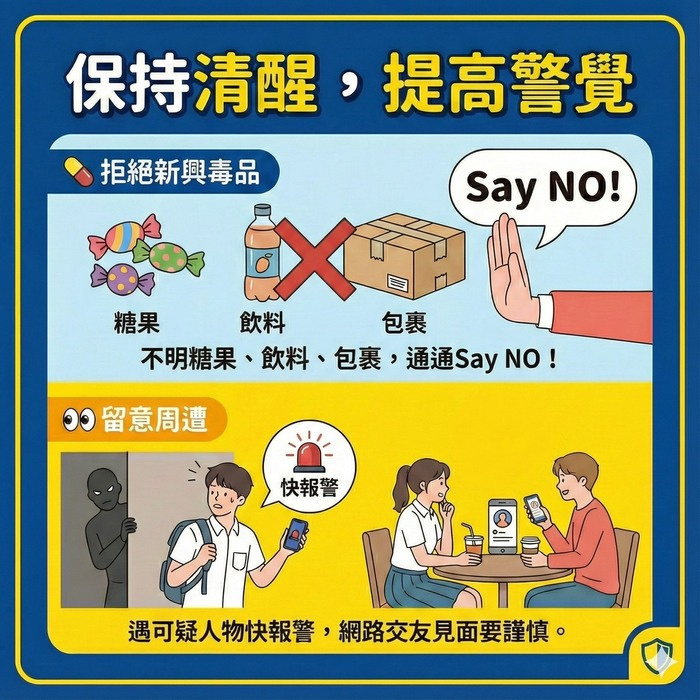 保持清醒，提高警覺
拒絕新興毒品
Say NO!
糖果
飲料
包裹
不明糖果、飲料、包裹，通通Say NO！
留意周遭
快報警
遇可疑人物快報警，網路交友見面要謹慎。